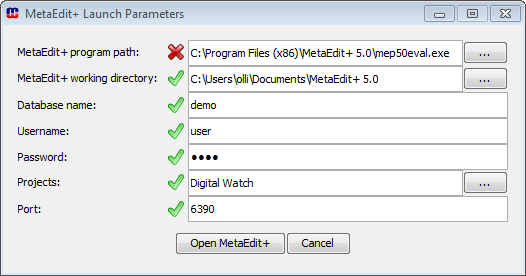 MetaEdit+ Launch Parameters
MetaEdit+ program path: C:\Program Files (x86)\MetaEdit+ 5.0\mep50eval.exe ...
MetaEdit+ working directory: C:\Users\olli\Documents\MetaEdit+ 5.0 ...
Database name: demo
Username: user
Password: ●●●●
Projects: Digital Watch ...
Port: 6390
Open MetaEdit+ Cancel